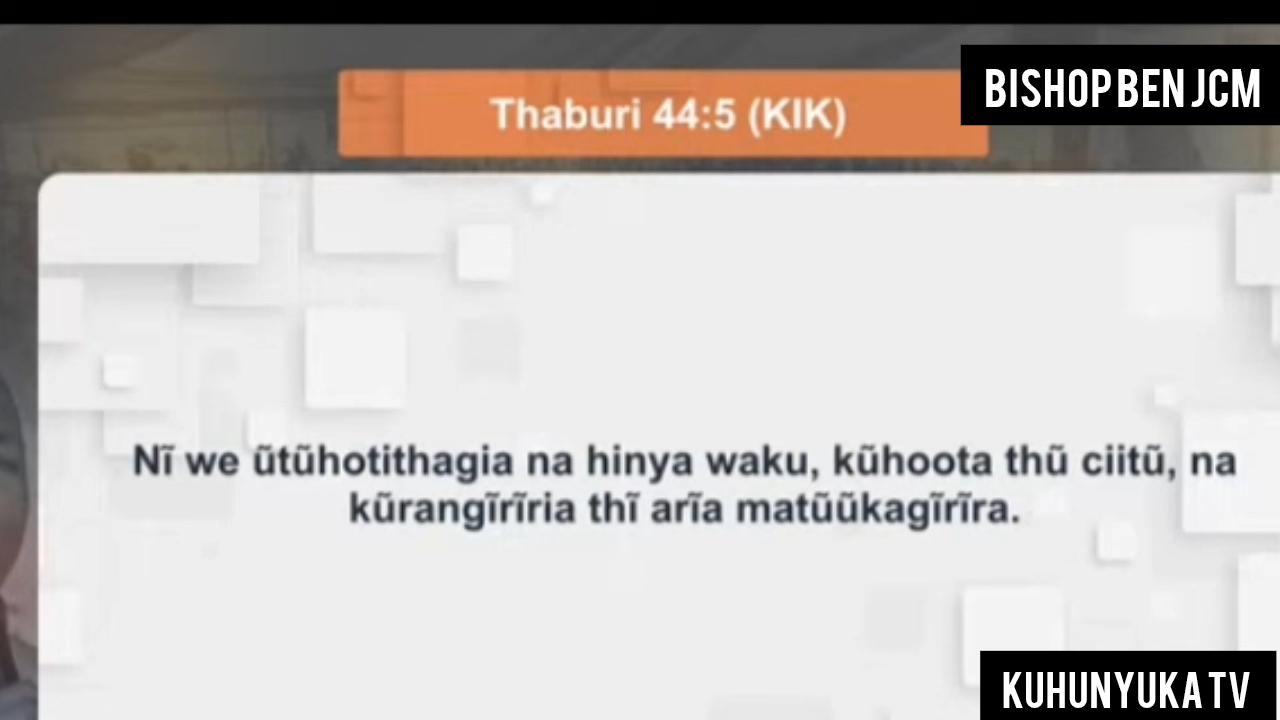 BISHOP BEN JCM
Thaburi 44:5 (KIK)
Nĩ we ũtũhotithagia na hinya waku, kũhoota thũ ciitũ, na
kũrangĩrĩria thĩ arĩa matũũkagĩrĩra.
KUHUNYUKA TV